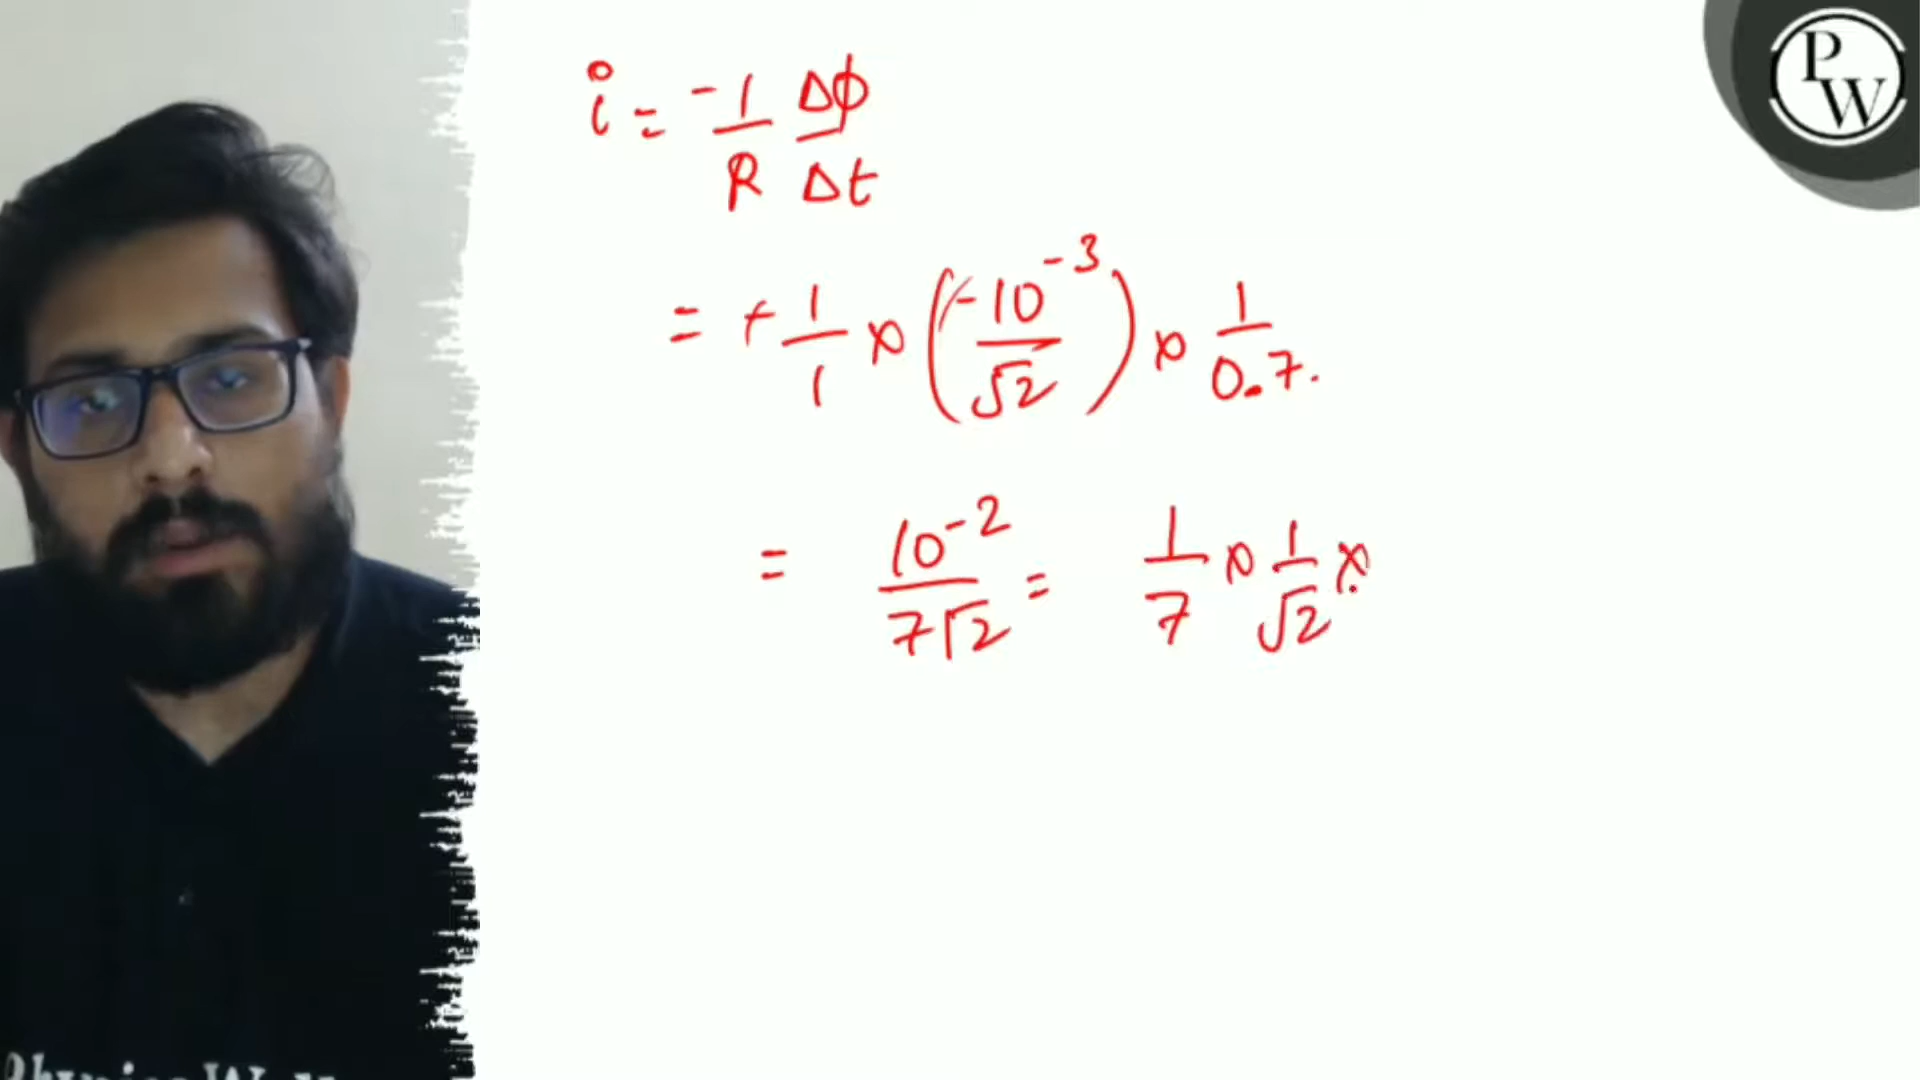 PW
i = -1/R Δϕ/Δt
= + 1/1 × (-10^-3/√2) × 1/0.7.
= 10^-2/7√2 = 1/7 × 1/√2 ×